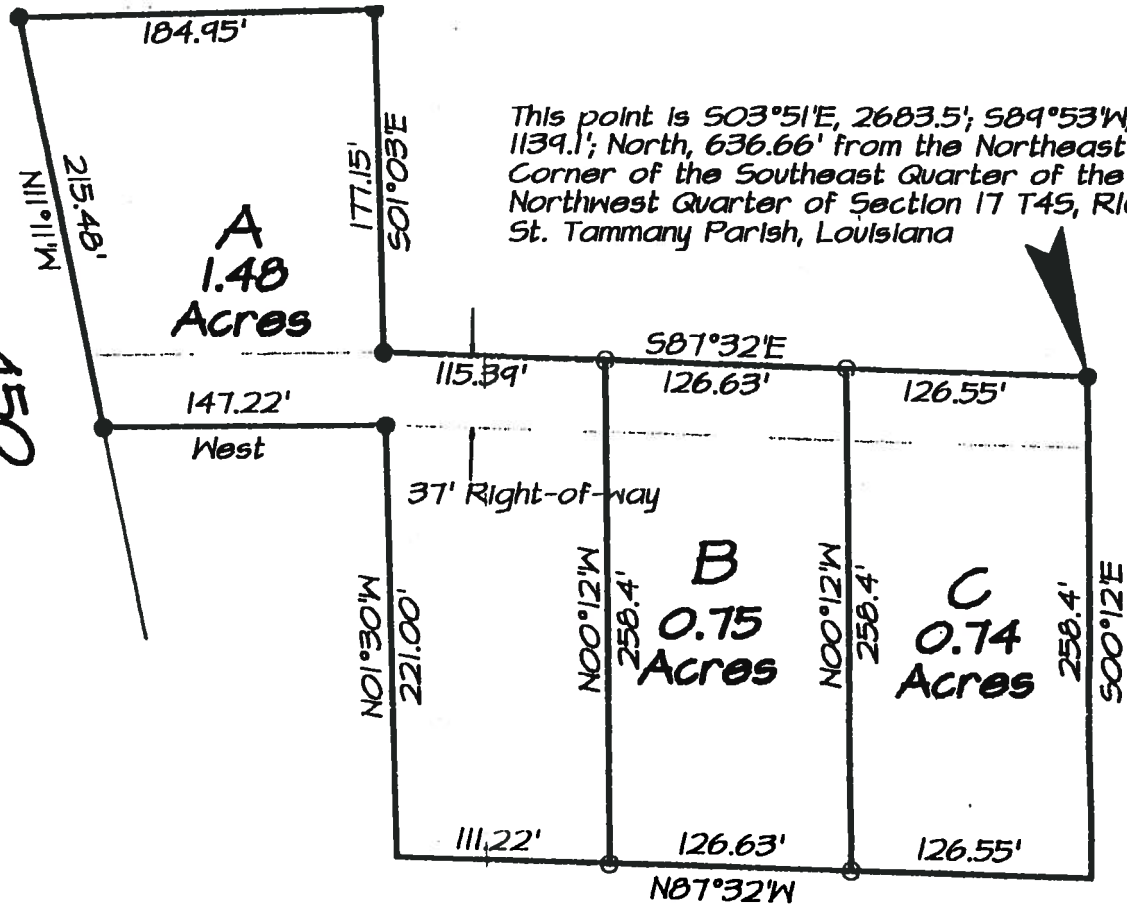 184.95'
This point is S03°51'E, 2683.5'; S89°53'W,
1139.1'; North, 636.66' from the Northeast
Corner of the Southeast Quarter of the
Northwest Quarter of Section 17 T4S,
St. Tammany Parish, Louisiana
215.48'
N11°11'W
177.15'
S01°03'E
A
1.48
Acres
S87°32'E
115.39'
126.63'
126.55'
147.22'
West
450
37' Right-of-way
N01°30'W
221.00'
N00°12'W
258.4'
B
0.75
Acres
N00°12'W
258.4'
C
0.74
Acres
258.4'
S00°12'E
111.22'
126.63'
126.55'
N87°32'W